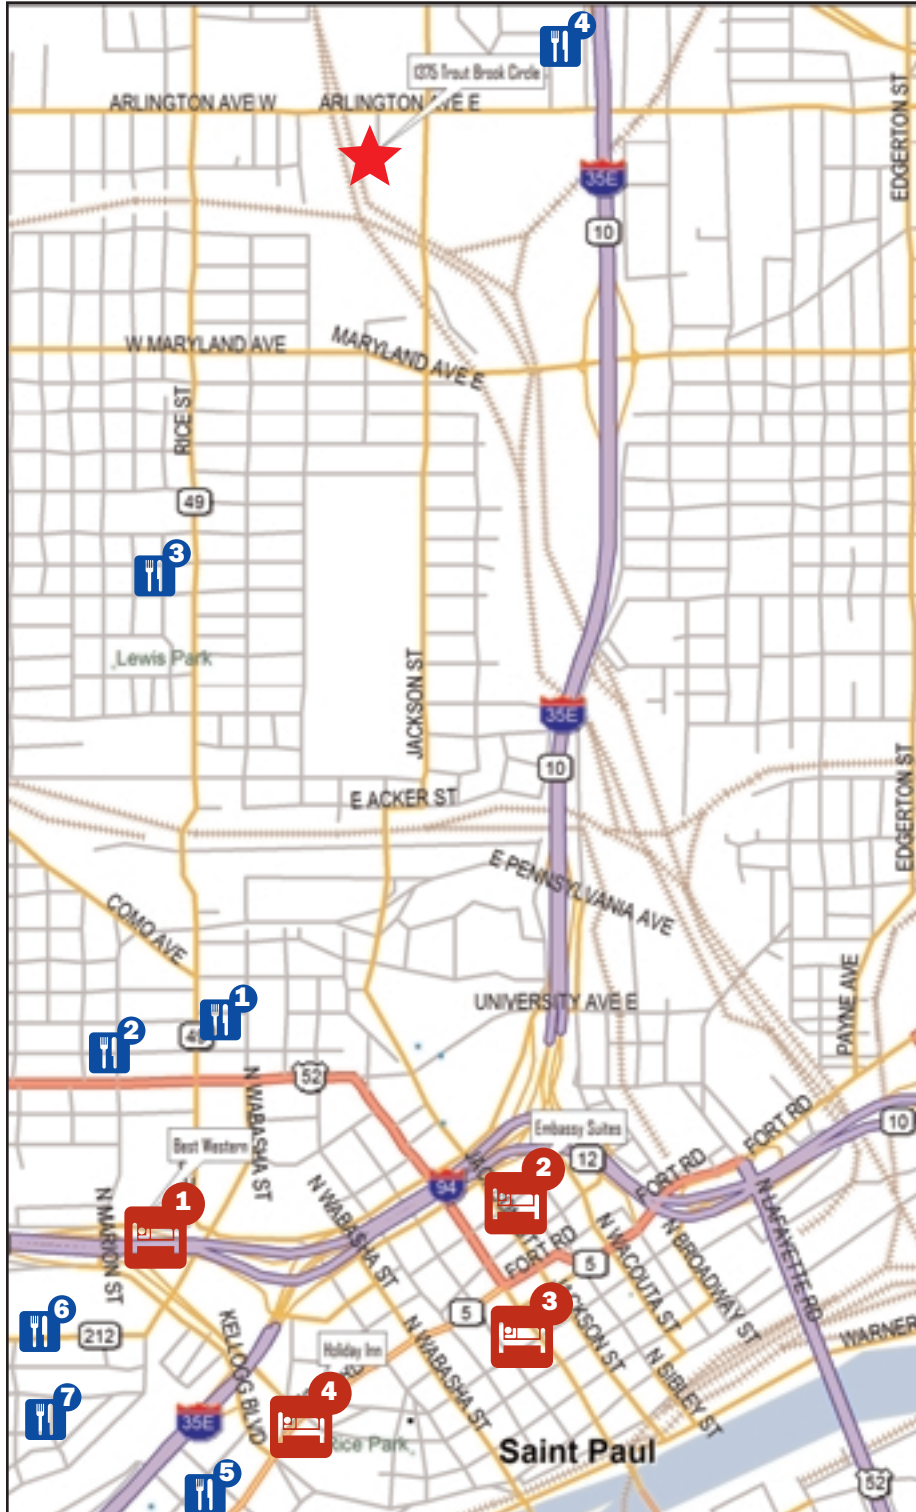 4
1375 Trout Brook Circle
ARLINGTON AVE W
ARLINGTON AVE E
EDGERTON ST
35E
10
W MARYLAND AVE
MARYLAND AVE E
RICE ST
49
3
Lewis Park
JACKSON ST
35E
10
E ACKER ST
EDGERTON ST
E PENNSYLVANIA AVE
COMO AVE
PAYNE AVE
1
UNIVERSITY AVE E
2
49
52
N WABASHA ST
Best Western
Embassy Suites
FORT RD
10
12
2
FORT RD
94
1
N MARION ST
N WABASHA ST
N LAFAYETTE RD
FORT RD
N WACOUTA ST
N BROADWAY ST
5
3
6
212
5
JACKSON ST
KELLOGG BLVD
N WABASHA ST
Holiday Inn
N SIBLEY ST
WARNER
7
4
35E
Rice Park
Saint Paul
5
52